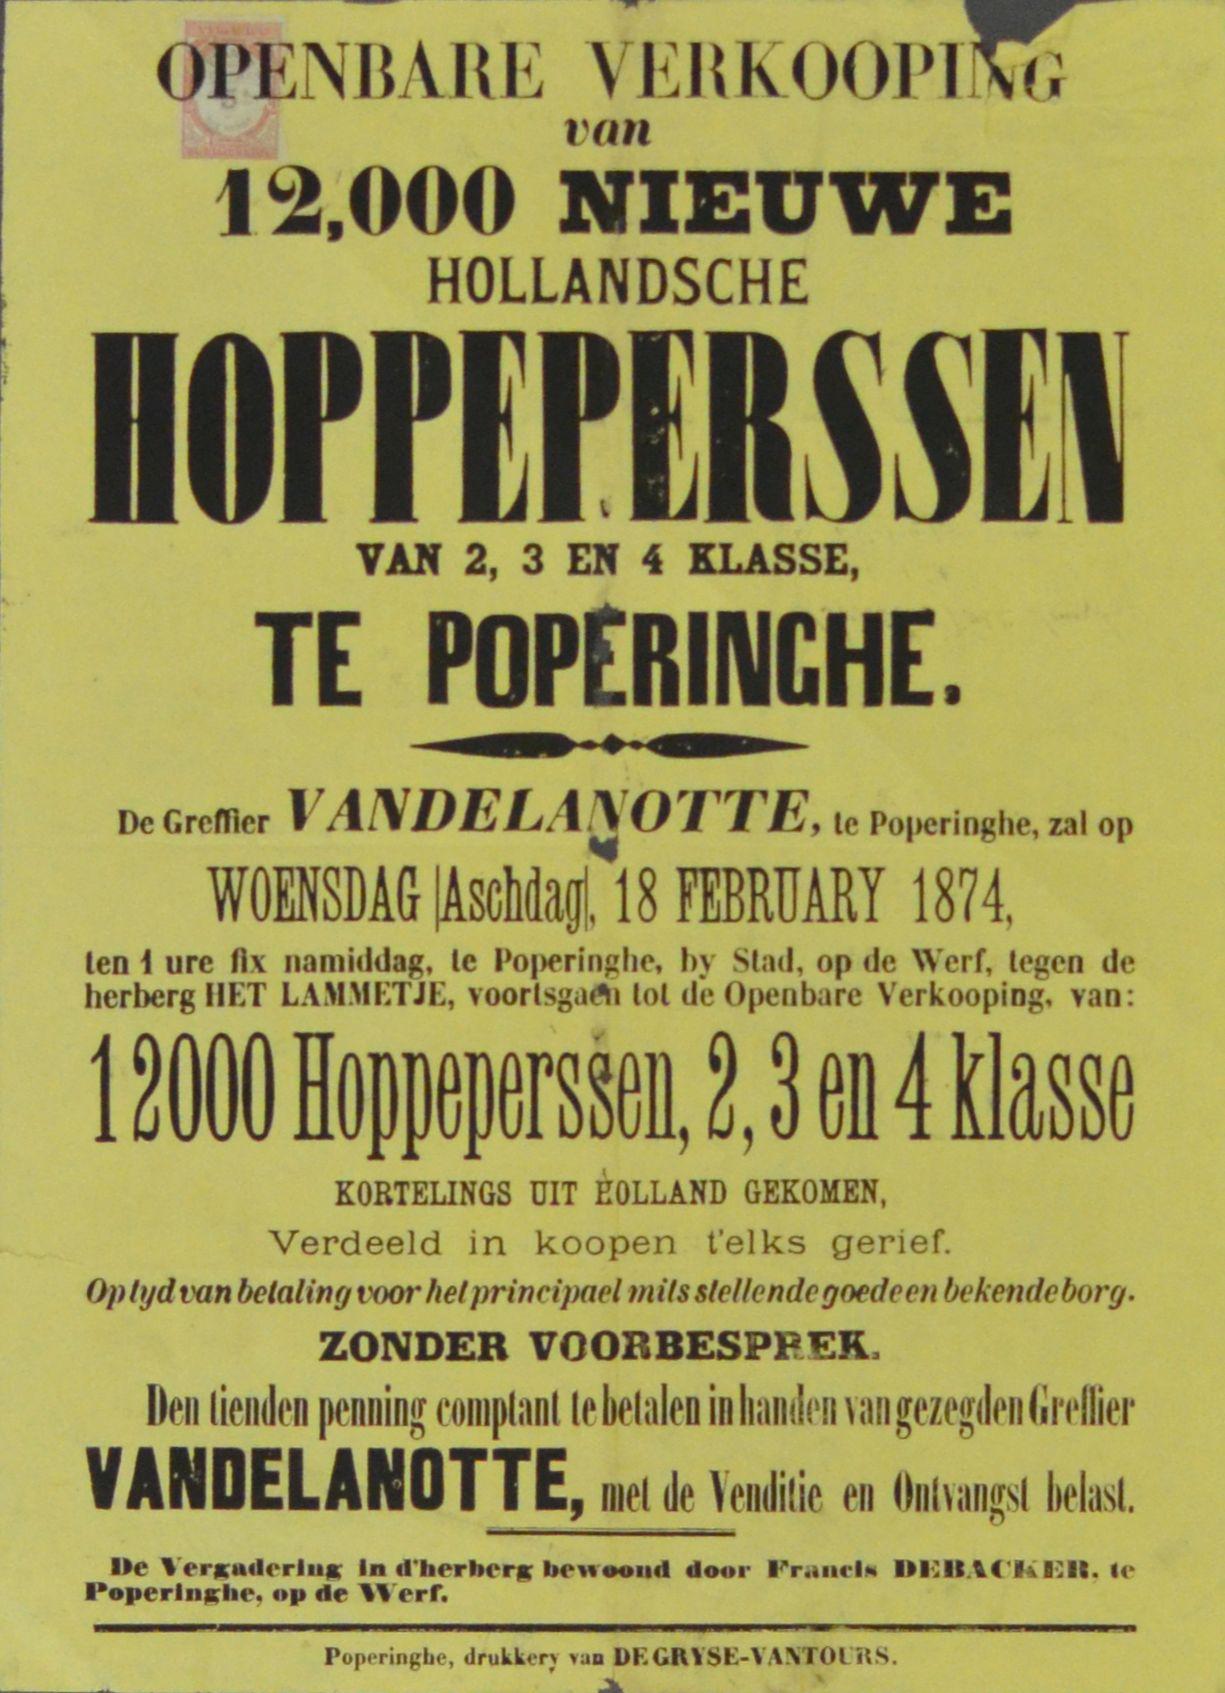 OPENBARE VERKOOPING
van
12,000 NIEUWE
HOLLANDSCHE
HOPPEPERSSEN
VAN 2, 3 EN 4 KLASSE,
TE POPERINGHE.
De Greffier VANDELANOTTE, te Poperinghe, zal op
WOENSDAG |Aschdag|, 18 FEBRUARY 1874,
ten 1 ure fix namiddag, te Poperinghe, by Stad, op de Werf, tegen de
herberg HET LAMMETJE, voortsgaen tot de Openbare Verkooping, van:
12000 Hoppeperssen, 2, 3 en 4 klasse
KORTELINGS UIT HOLLAND GEKOMEN,
Verdeeld in koopen t'elks gerief.
Op tyd van betaling voor het principael mits stellende goede en bekende borg.
ZONDER VOORBESPREK.
Den tienden penning comptant te betalen in handen van gezegden Greffier
VANDELANOTTE, met de Venditie en Ontvangst belast.
De Vergadering in d'herberg bewoond door Francis DEBACKER, te
Poperinghe, op de Werf.
Poperinghe, drukkery van DEGRYSE-VANTOURS.